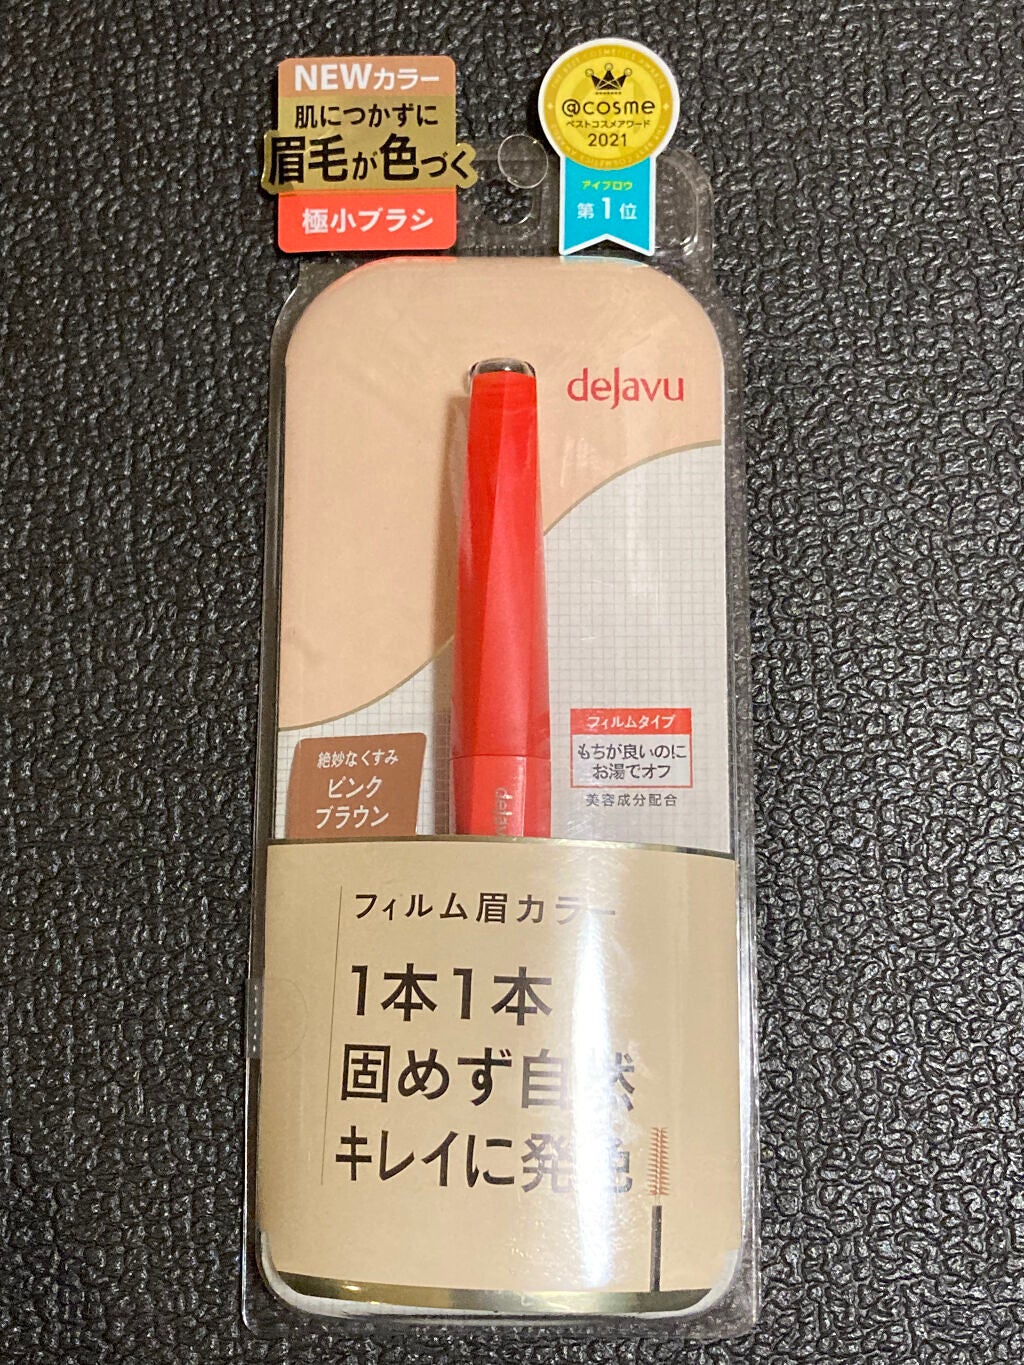 NEWカラー
肌につかずに
眉毛が色づく
極小ブラシ
@cosme
ベストコスメアワード
2021
アイブロウ
第1位
dejavu
フィルムタイプ
もちが良いのに
お湯でオフ
美容成分配合
絶妙なくすみ
ピンク
ブラウン
dejav
フィルム眉カラー
1本1本
固めず自然
キレイに発色